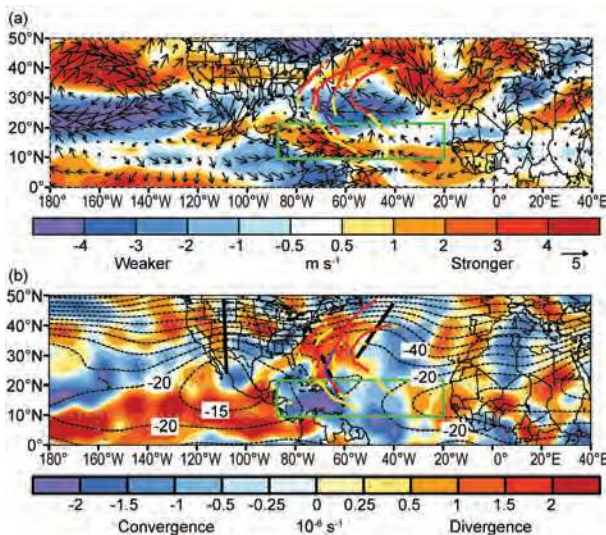 (a)
50°N
40°N
30°N
20°N
10°N
0°
180° 160°W 140°W 120°W 100°W 80°W 60°W 40°W 20°W 0° 20°E 40°E
-4 -3 -2 -1 -0.5 0.5 1 2 3 4
Weaker m s⁻¹ Stronger 5
(b)
50°N
40°N
30°N
20°N
10°N
0°
-40
-20 -20
-15
-20 -20
180° 160°W 140°W 120°W 100°W 80°W 60°W 40°W 20°W 0° 20°E 40°E
-2 -1.5 -1 -0.5 -0.25 0 0.25 0.5 1 1.5 2
Convergence 10⁻⁶ s⁻¹ Divergence